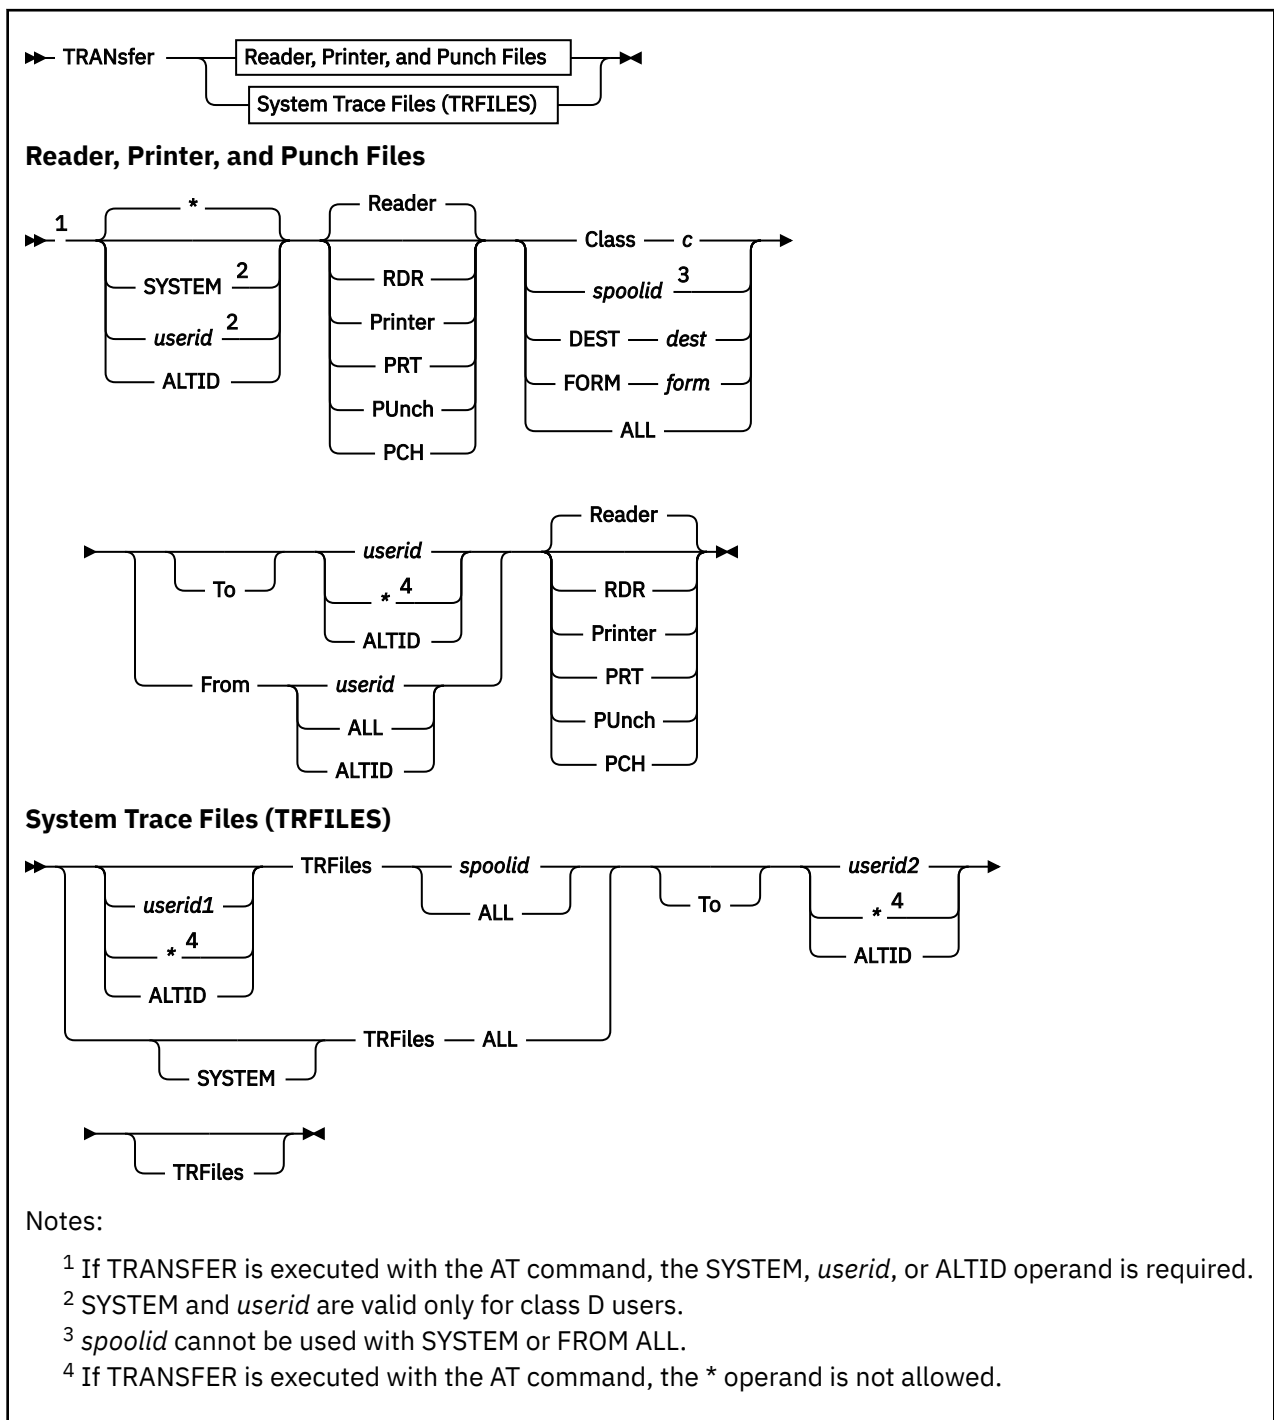 TRANsfer Reader, Printer, and Punch Files
System Trace Files (TRFILES)
Reader, Printer, and Punch Files
* Reader
1 Class c
SYSTEM 2 RDR spoolid 3
userid 2 Printer DEST dest
ALTID PRT FORM form
PUnch ALL
PCH
Reader
userid
To * 4 RDR
ALTID Printer
From userid PRT
ALL PUnch
ALTID PCH
System Trace Files (TRFILES)
TRFiles spoolid userid2
userid1 ALL To * 4
* 4 ALTID
ALTID
TRFiles ALL
SYSTEM
TRFiles
Notes:
1 If TRANSFER is executed with the AT command, the SYSTEM, userid, or ALTID operand is required.
2 SYSTEM and userid are valid only for class D users.
3 spoolid cannot be used with SYSTEM or FROM ALL.
4 If TRANSFER is executed with the AT command, the * operand is not allowed.